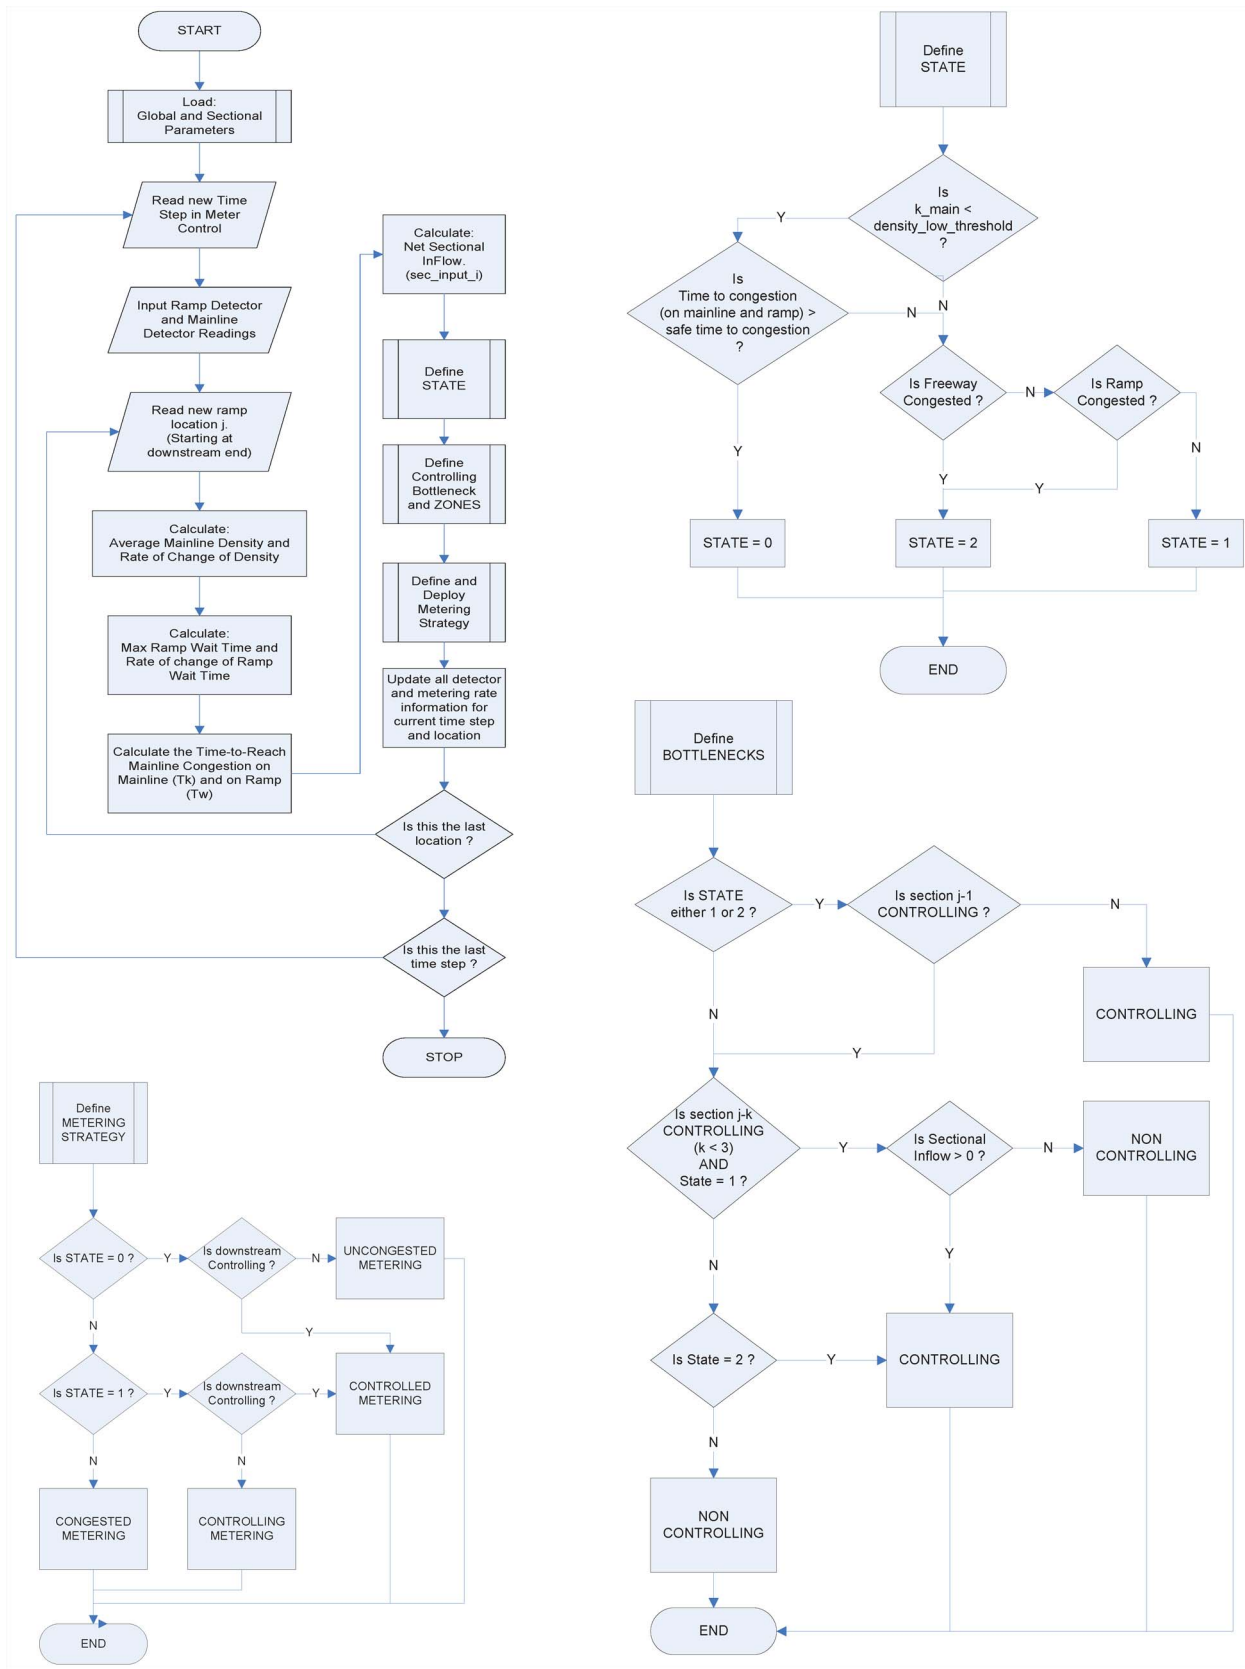 START
Load:
Global and Sectional
Parameters
Read new Time
Step in Meter
Control
Input Ramp Detector
and Mainline
Detector Readings
Read new ramp
location j.
(Starting at
downstream end)
Calculate:
Average Mainline Density and
Rate of Change of Density
Calculate:
Max Ramp Wait Time and
Rate of change of Ramp
Wait Time
Calculate the Time-to-Reach
Mainline Congestion on
Mainline (Tk) and on Ramp
(Tw)
Calculate:
Net Sectional
InFlow.
(sec_input_i)
Define
STATE
Define
Controlling
Bottleneck
and ZONES
Define and
Deploy
Metering
Strategy
Update all detector
and metering rate
information for
current time step
and location
Is this the last
location ?
Is this the last
time step ?
STOP
Define
STATE
Is
k_main <
density_low_threshold
?
Y
N
Is
Time to congestion
(on mainline and ramp) >
safe time to congestion
?
N
Y
Is Freeway
Congested ?
N
Y
Is Ramp
Congested ?
N
Y
STATE = 0
STATE = 2
STATE = 1
END
Define
BOTTLENECKS
Is STATE
either 1 or 2 ?
Y
N
Is section j-1
CONTROLLING ?
N
Y
CONTROLLING
Is section j-k
CONTROLLING
(k < 3)
AND
State = 1 ?
Y
N
Is Sectional
Inflow > 0 ?
N
Y
NON
CONTROLLING
Is State = 2 ?
Y
N
CONTROLLING
NON
CONTROLLING
END
Define
METERING
STRATEGY
Is STATE = 0 ?
Y
N
Is downstream
Controlling ?
N
Y
UNCONGESTED
METERING
Is STATE = 1 ?
Y
N
Is downstream
Controlling ?
Y
N
CONTROLLED
METERING
CONGESTED
METERING
CONTROLLING
METERING
END